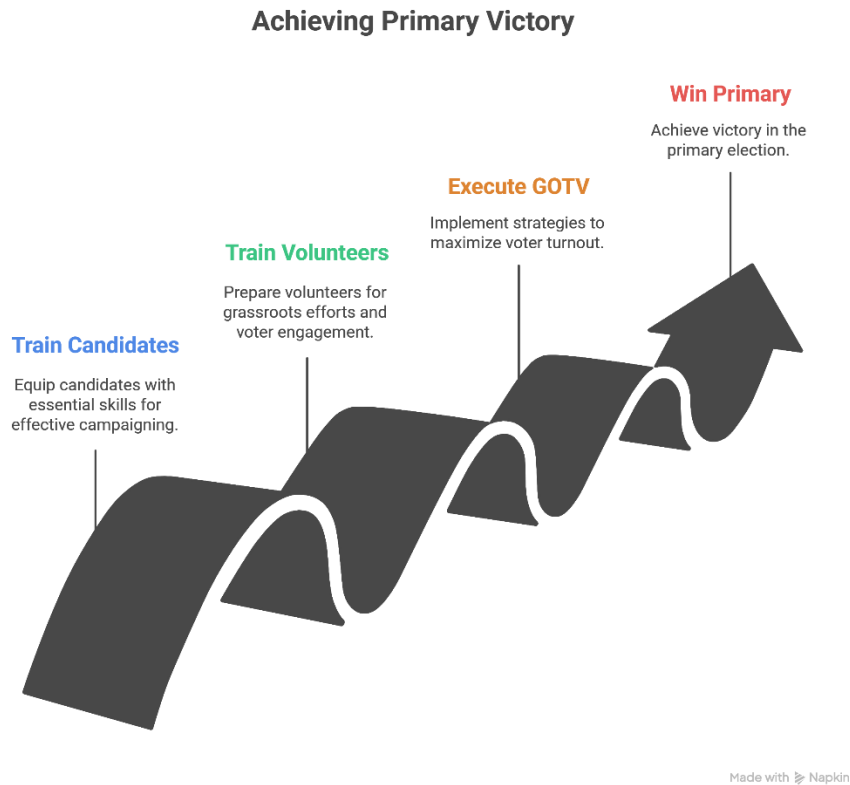 Achieving Primary Victory
Win Primary
Achieve victory in the
primary election.
Execute GOTV
Implement strategies to
maximize voter turnout.
Train Volunteers
Prepare volunteers for
grassroots efforts and
voter engagement.
Train Candidates
Equip candidates with
essential skills for
effective campaigning.
Made with Napkin